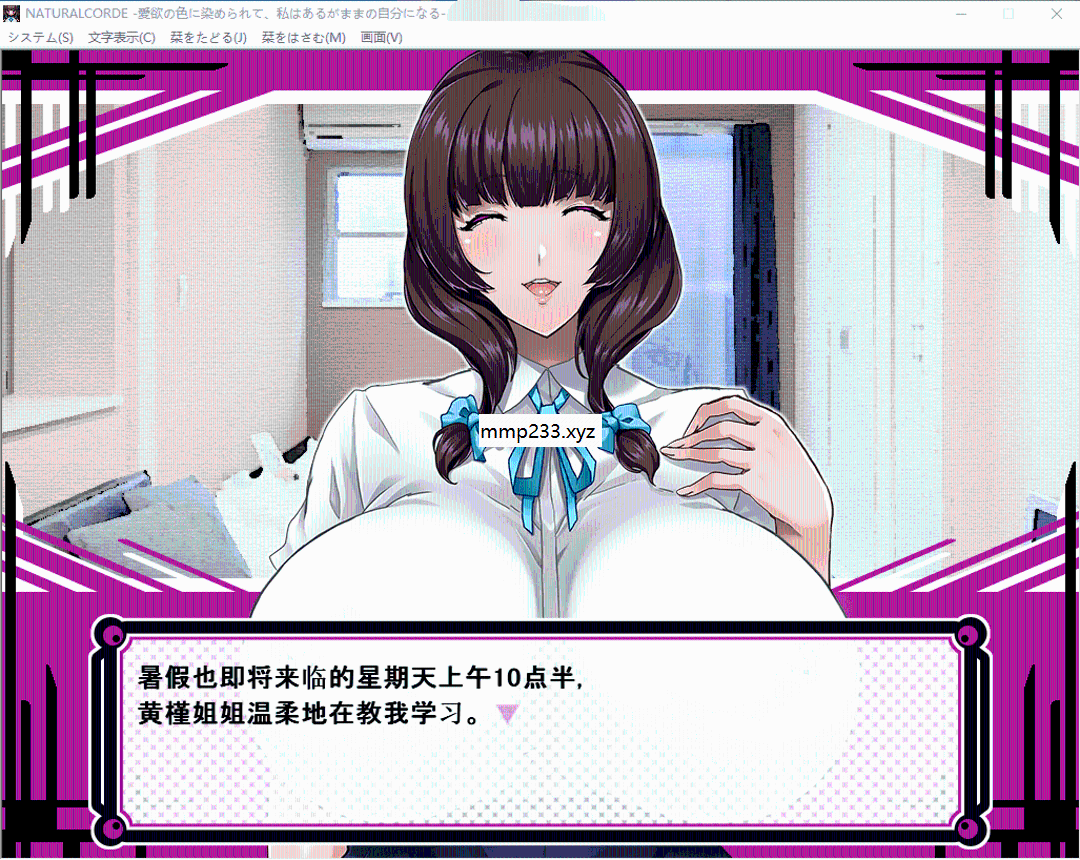 NATURALCORDE -愛欲の色に染められて、私はあるがままの自分になる-
システム(S) 文字表示(C) 栞をたどる(J) 栞をはさむ(M) 画面(V)
mmp233.xyz
暑假也即将来临的星期天上午10点半,
黄槿姐姐温柔地在教我学习。